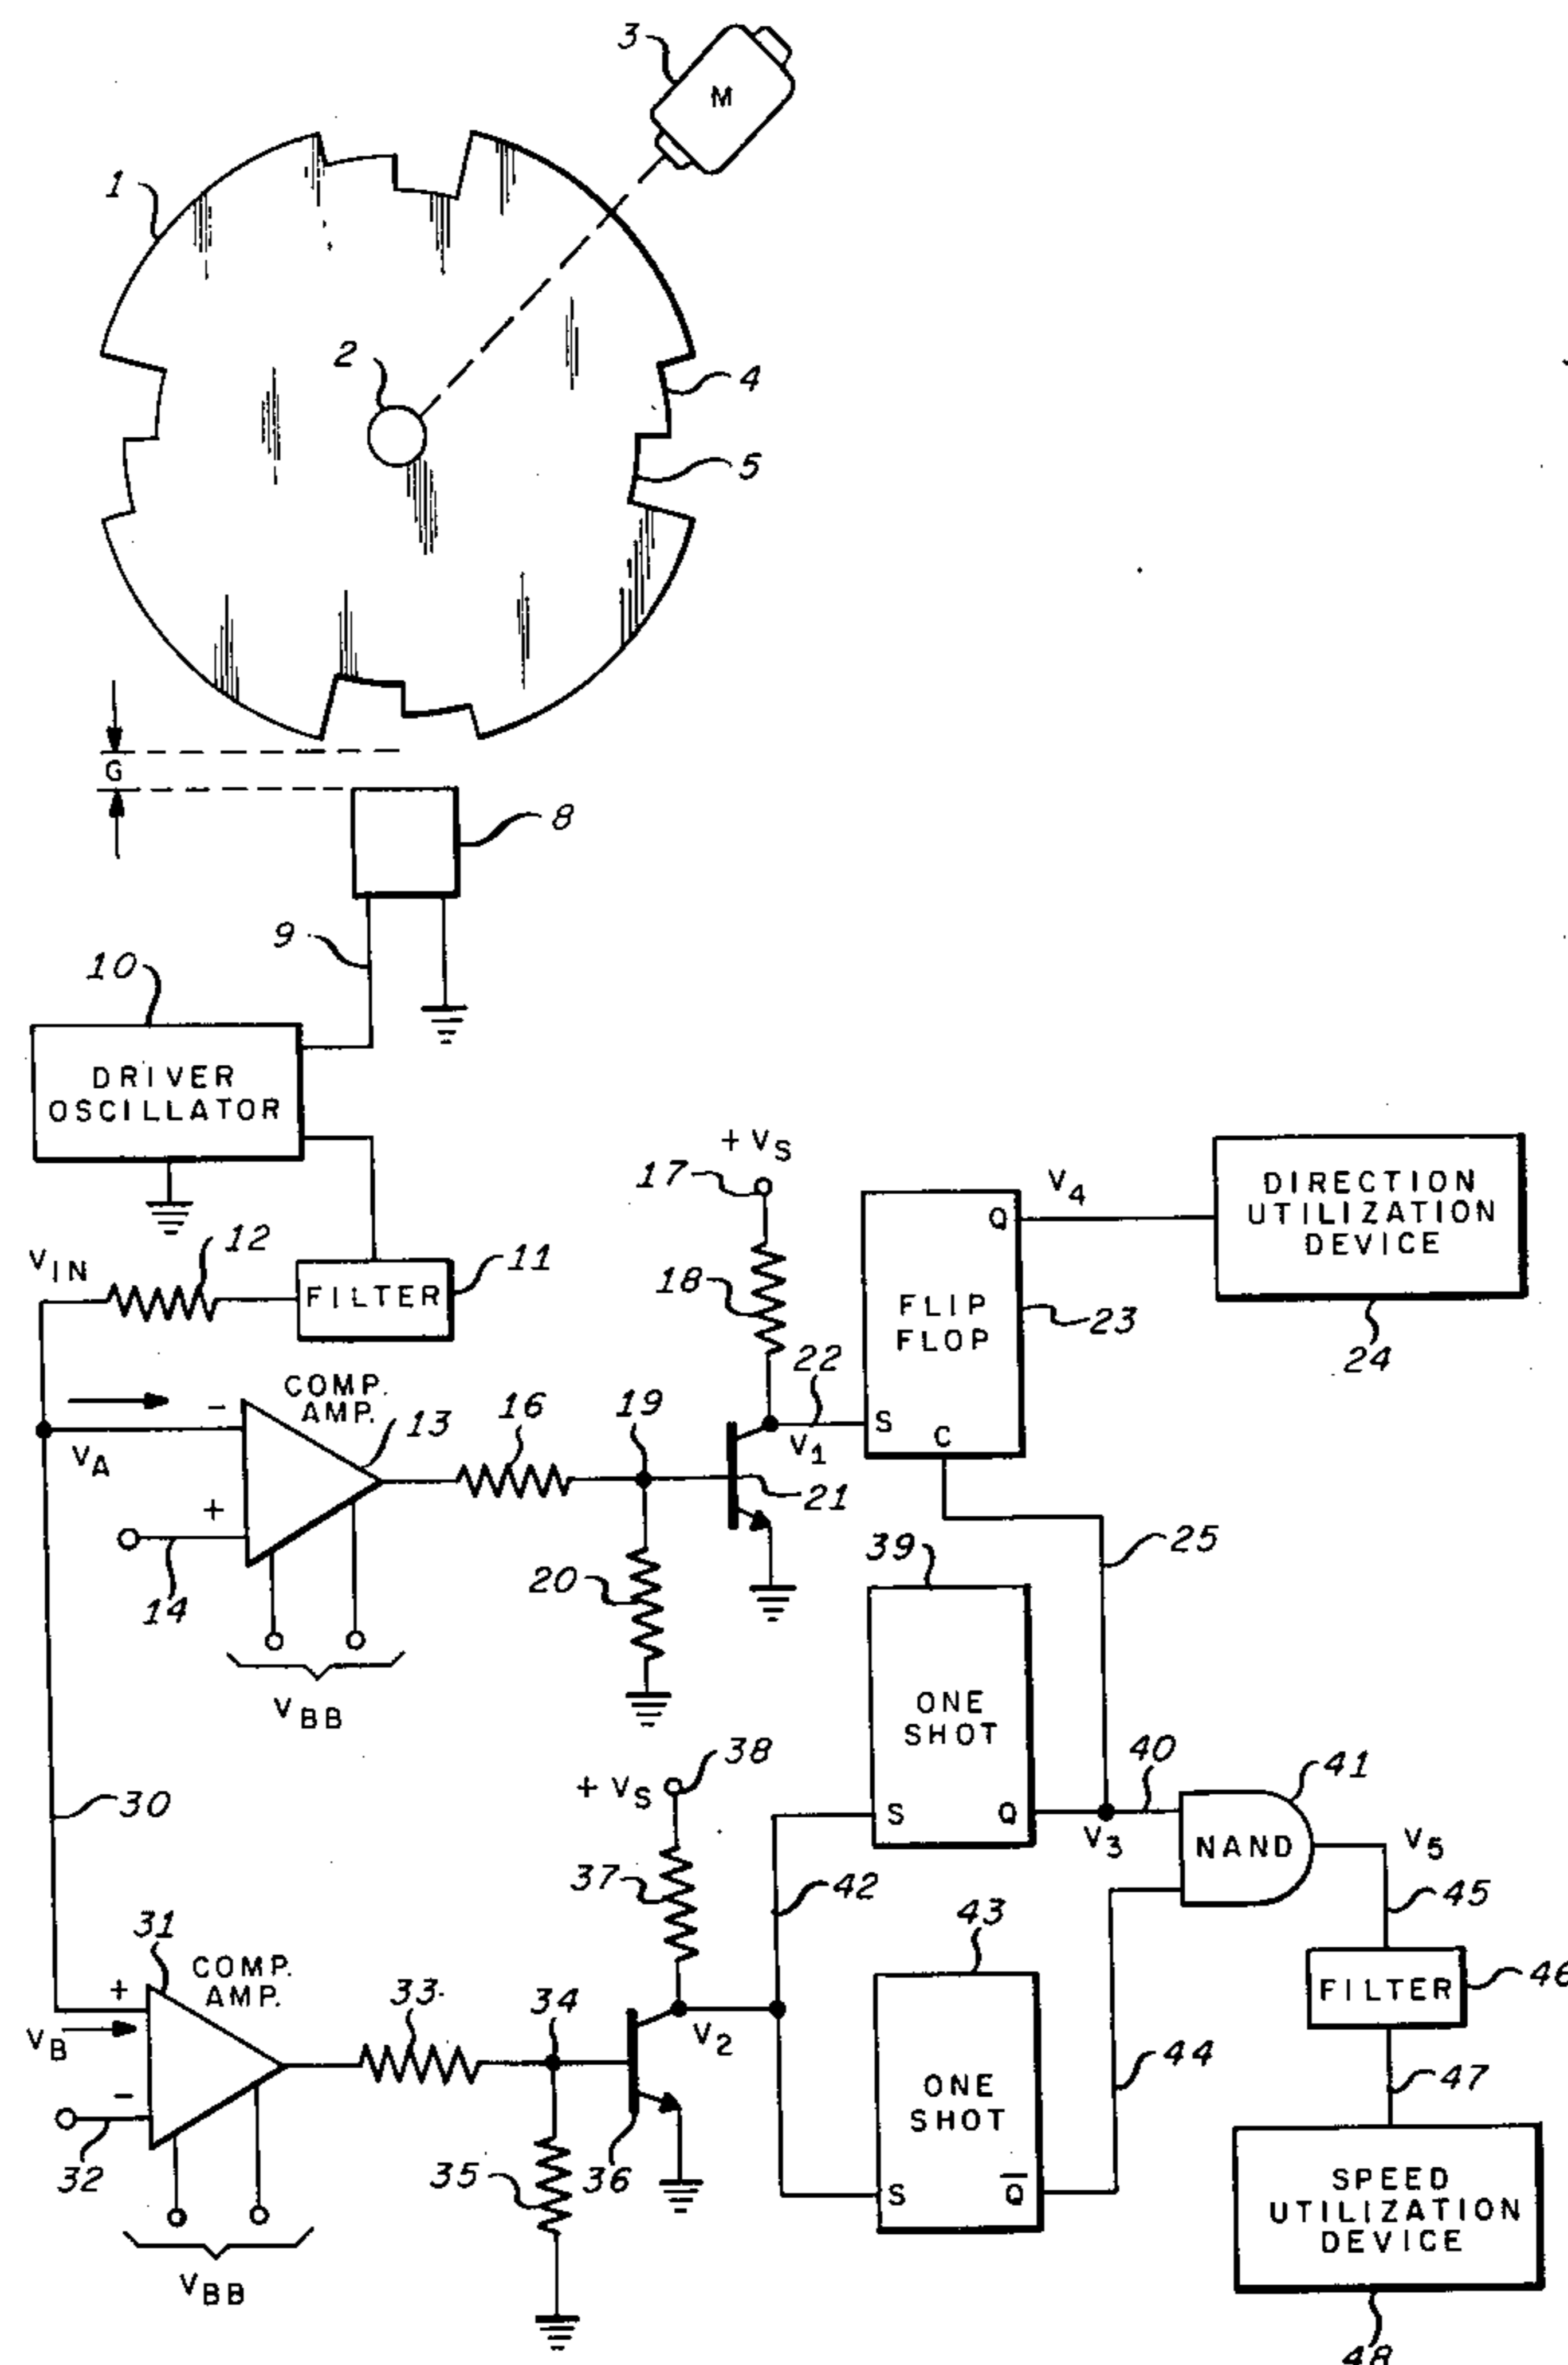 3
M
1
2
4
5
G
8
9
10
DRIVER
OSCILLATOR
+ VS
17
V4
DIRECTION
UTILIZATION
DEVICE
24
Q
VIN
12
FILTER
11
18
FLIP
FLOP
23
22
COMP.
AMP.
-
13
16
19
S
C
V1
VA
+
21
25
14
20
39
VBB
ONE
SHOT
38
+ VS
40
41
30
S
Q
V3
NAND
V5
37
42
45
31
COMP.
AMP.
43
+
33
34
FILTER
46
VB
V2
44
47
-
ONE
SHOT
32
35
36
S
Q̅
SPEED
UTILIZATION
DEVICE
VBB
48